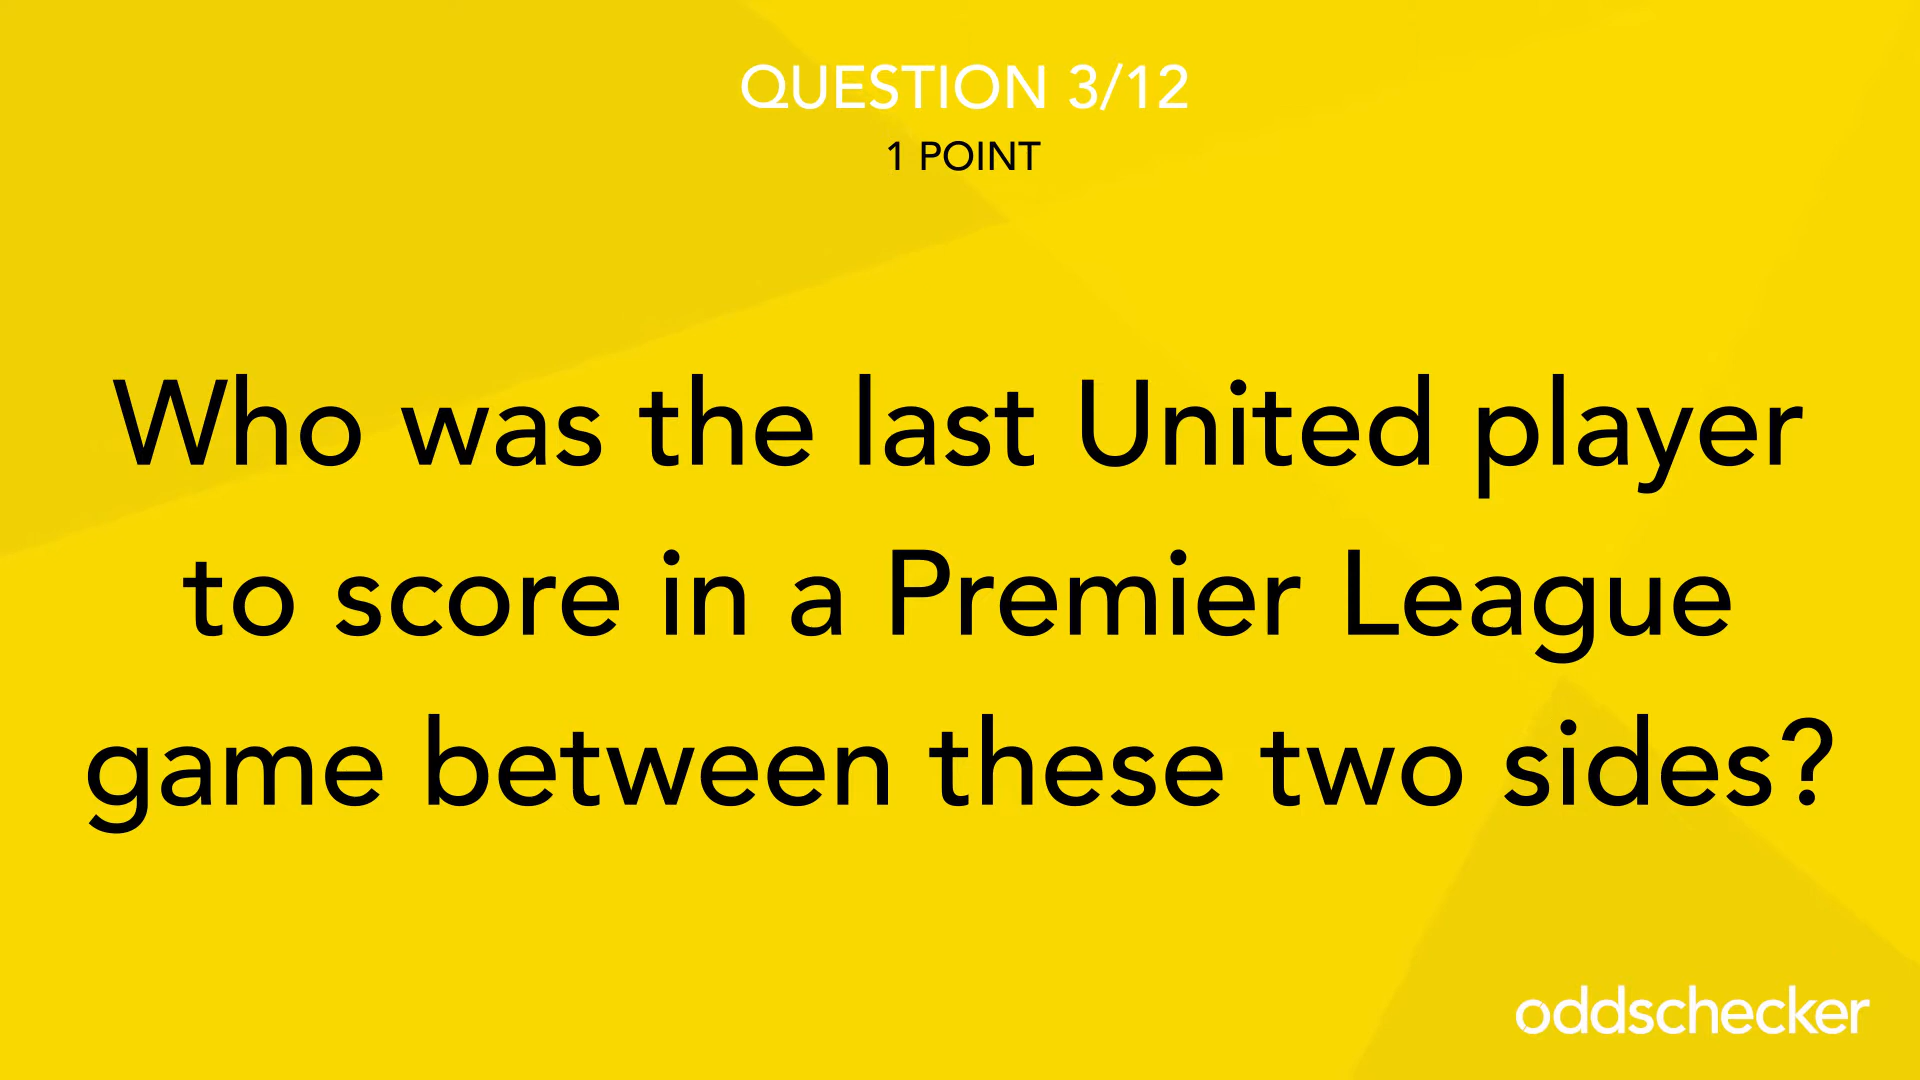 QUESTION 3/12
1 POINT
Who was the last United player
to score in a Premier League
game between these two sides?
oddschecker